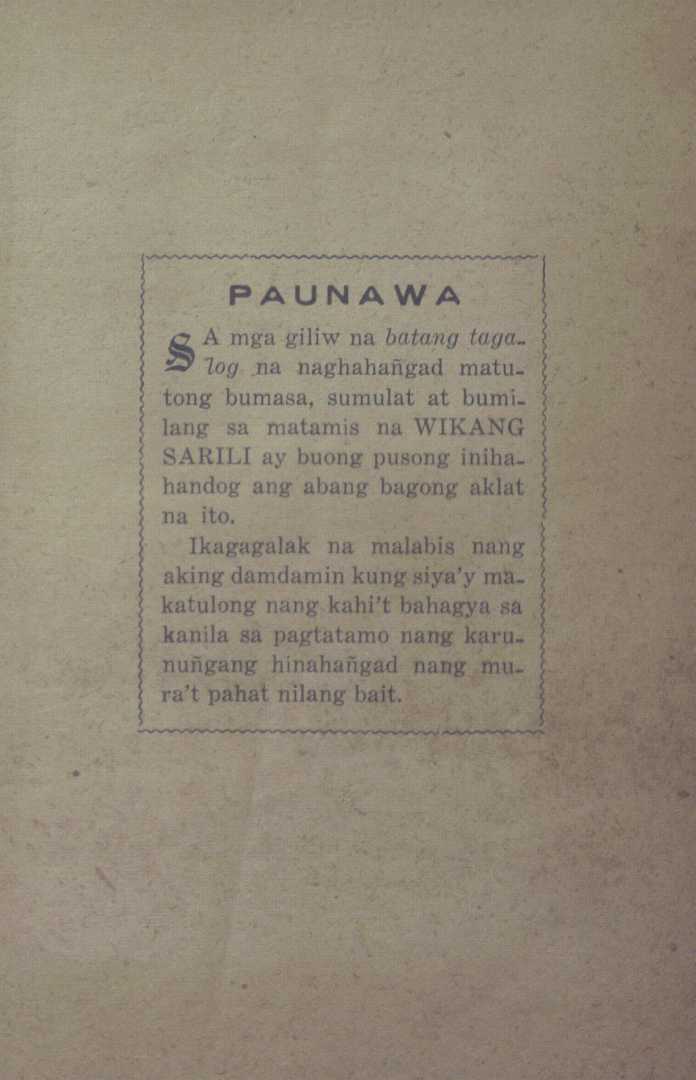 PAUNAWA
SA mga giliw na batang taga-
log na naghahañgad matu-
tong bumasa, sumulat at bumi-
lang sa matamis na WIKANG
SARILI ay buong pusong iniha-
handog ang abang bagong aklat
na ito.
Ikagagalak na malabis nang
aking damdamin kung siya'y ma-
katulong nang kahi't bahagya sa
kanila sa pagtatamo nang karu-
nuñgang hinahañgad nang mu-
ra't pahat nilang bait.